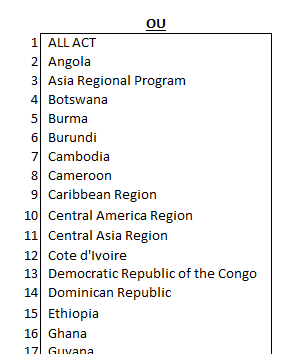 OU
1 ALL ACT
2 Angola
3 Asia Regional Program
4 Botswana
5 Burma
6 Burundi
7 Cambodia
8 Cameroon
9 Caribbean Region
10 Central America Region
11 Central Asia Region
12 Cote d'Ivoire
13 Democratic Republic of the Congo
14 Dominican Republic
15 Ethiopia
16 Ghana
17 Guyana